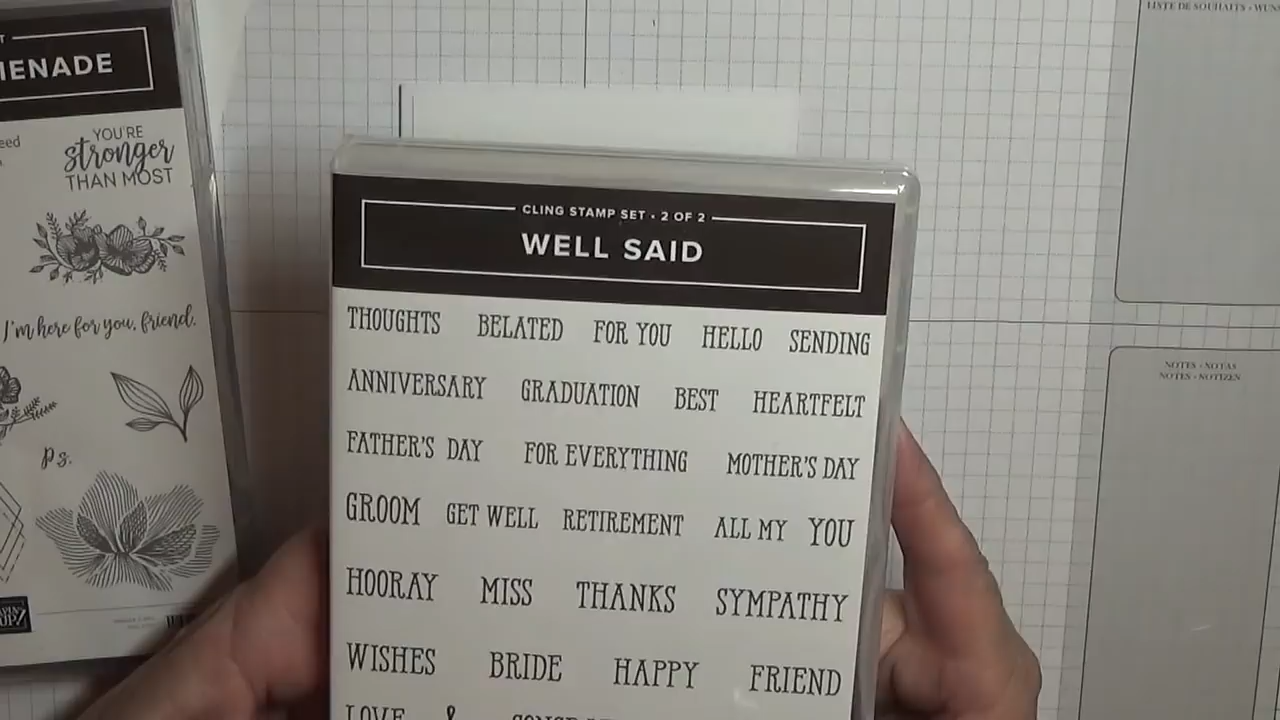 MENADE
YOU'RE
stronger
THAN MOST
I'm here for you, friend.
ps.
CLING STAMP SET • 2 OF 2
WELL SAID
THOUGHTS BELATED FOR YOU HELLO SENDING
ANNIVERSARY GRADUATION BEST HEARTFELT
FATHER'S DAY FOR EVERYTHING MOTHER'S DAY
GROOM GET WELL RETIREMENT ALL MY YOU
HOORAY MISS THANKS SYMPATHY
WISHES BRIDE HAPPY FRIEND
LOVE &
LISTE DE SOUHAITS •
NOTES • NOTAS
NOTES • NOTIZEN